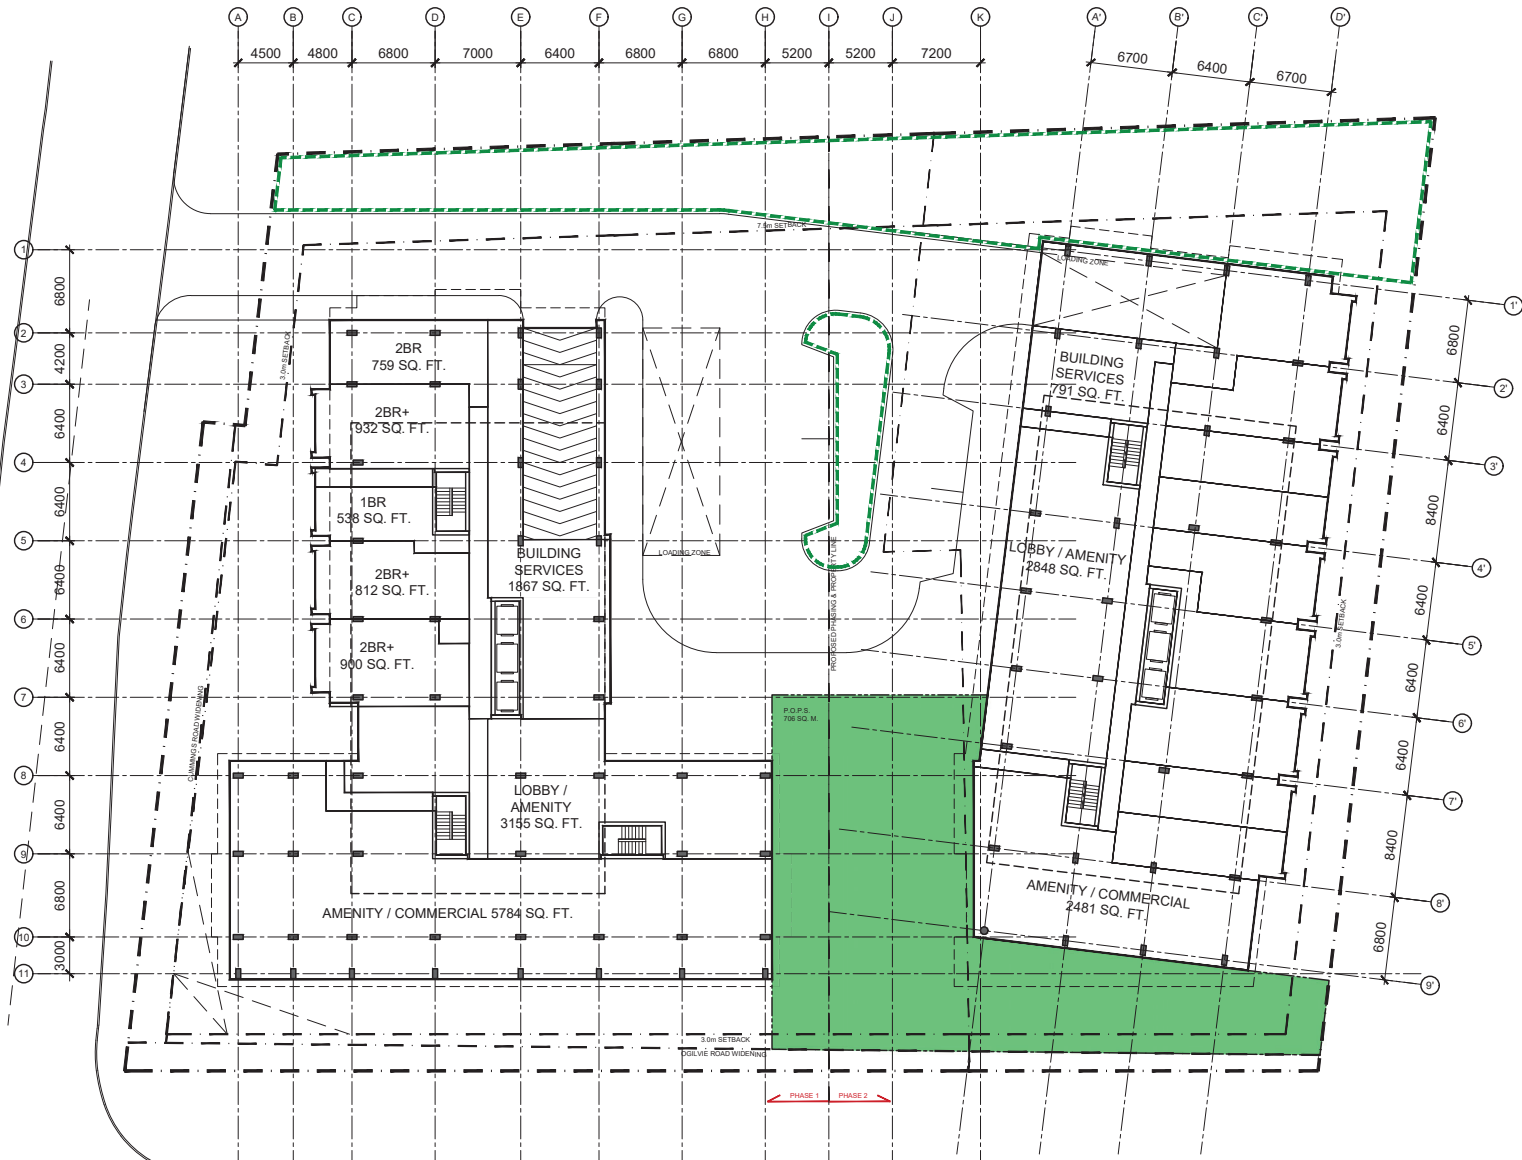 A B C D E F G H I J K A' B' C' D'
4500 4800 6800 7000 6400 6800 6800 5200 5200 7200
6700 6400 6700
1
2
3
4
5
6
7
8
9
10
11
6800
4200
6400
6400
6400
6400
6400
6400
6800
3000
1'
2'
3'
4'
5'
6'
7'
8'
9'
6800
6400
8400
6400
6400
6400
8400
6800
7.5m SETBACK
LOADING ZONE
3.0m SETBACK
2BR
759 SQ. FT.
2BR+
932 SQ. FT.
1BR
538 SQ. FT.
2BR+
812 SQ. FT.
2BR+
900 SQ. FT.
BUILDING
SERVICES
1867 SQ. FT.
LOADING ZONE
PROPOSED PHASING & PROPERTY LINE
BUILDING
SERVICES
791 SQ. FT.
LOBBY / AMENITY
2848 SQ. FT.
3.0m SETBACK
CUMMINGS ROAD WIDENING
P.O.P.S.
706 SQ. M.
LOBBY /
AMENITY
3155 SQ. FT.
AMENITY / COMMERCIAL 5784 SQ. FT.
AMENITY / COMMERCIAL
2481 SQ. FT.
3.0m SETBACK
OGILVIE ROAD WIDENING
PHASE 1 PHASE 2